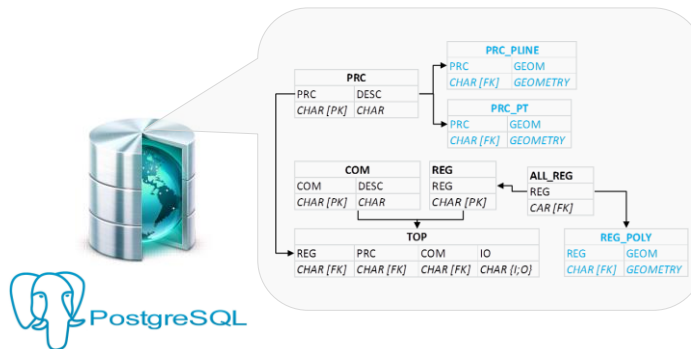 PRC_PLINE
PRC GEOM
CHAR [FK] GEOMETRY
PRC
PRC DESC
CHAR [PK] CHAR
PRC_PT
PRC GEOM
CHAR [FK] GEOMETRY
COM
COM DESC
CHAR [PK] CHAR
REG
REG
CHAR [PK]
ALL_REG
REG
CAR [FK]
TOP
REG PRC COM IO
CHAR [FK] CHAR [FK] CHAR [FK] CHAR {I;O}
REG_POLY
REG GEOM
CHAR [FK] GEOMETRY
PostgreSQL